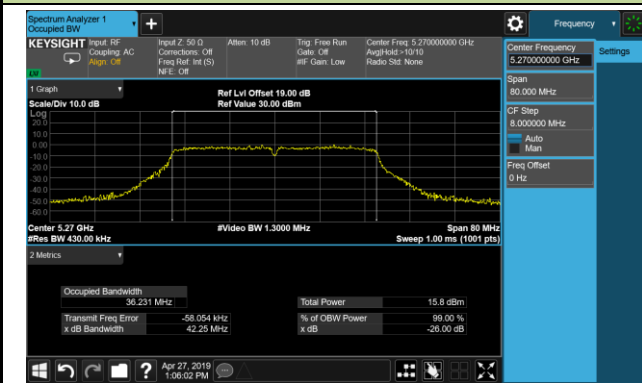 Spectrum Analyzer 1
Occupied BW
+
Frequency
KEYSIGHT Input: RF
Coupling: AC
Align: Off
Input Z: 50 Ω
Corrections: Off
Freq Ref: Int (S)
NFE: Off
Atten: 10 dB
Trig: Free Run
Gate: Off
#IF Gain: Low
Center Freq: 5.270000000 GHz
Avg|Hold:>10/10
Radio Std: None
LXI
Center Frequency
5.270000000 GHz
Settings
Span
80.000 MHz
CF Step
8.000000 MHz
Auto
Man
Freq Offset
0 Hz
1 Graph
Scale/Div 10.0 dB
Ref Lvl Offset 19.00 dB
Ref Value 30.00 dBm
Log
20.0
10.0
0.00
-10.0
-20.0
-30.0
-40.0
-50.0
-60.0
Center 5.27 GHz
#Res BW 430.00 kHz
#Video BW 1.3000 MHz
Span 80 MHz
Sweep 1.00 ms (1001 pts)
2 Metrics
Occupied Bandwidth
36.231 MHz
Total Power 15.8 dBm
Transmit Freq Error -58.054 kHz
% of OBW Power 99.00 %
x dB Bandwidth 42.25 MHz
x dB -26.00 dB
?
Apr 27, 2019
1:06:02 PM